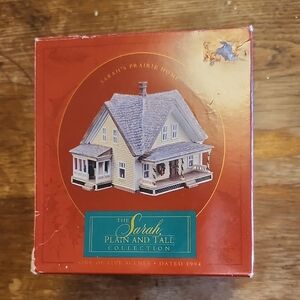 SARAH'S PRAIRIE HOME
THE
Sarah,
PLAIN AND TALL
COLLECTION
ONE OF FIVE SCENES • DATED 1994